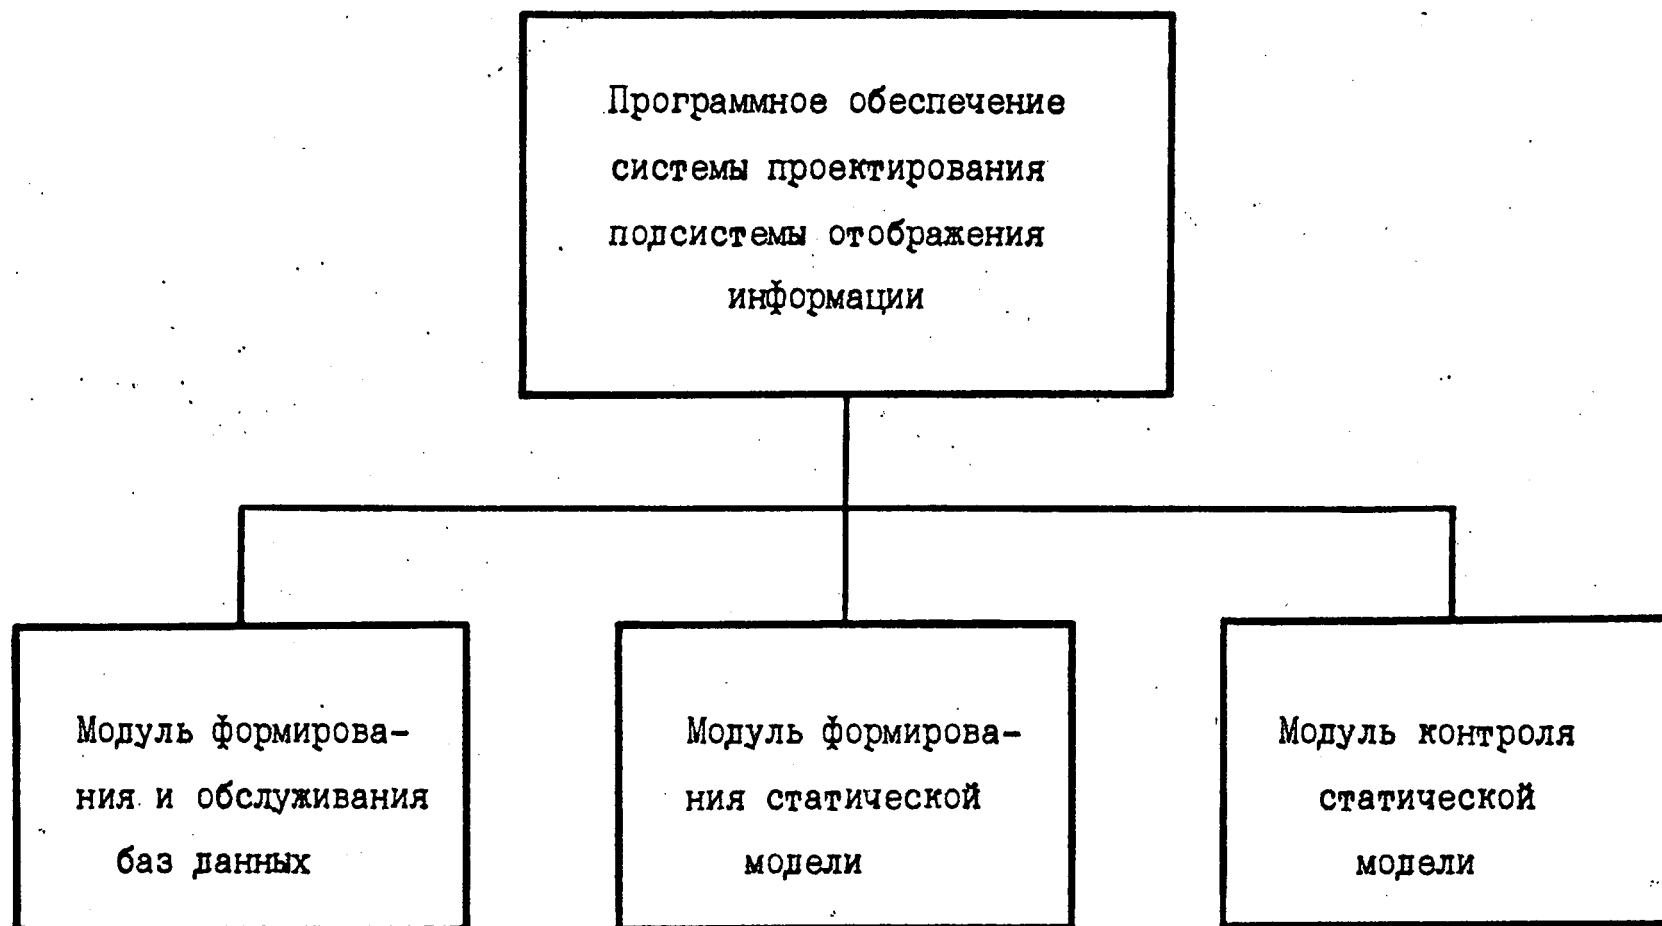 Программное обеспечение
системы проектирования
подсистемы отображения
информации
Модуль формирова-
ния и обслуживания
баз данных
Модуль формирова-
ния статической
модели
Модуль контроля
статической
модели